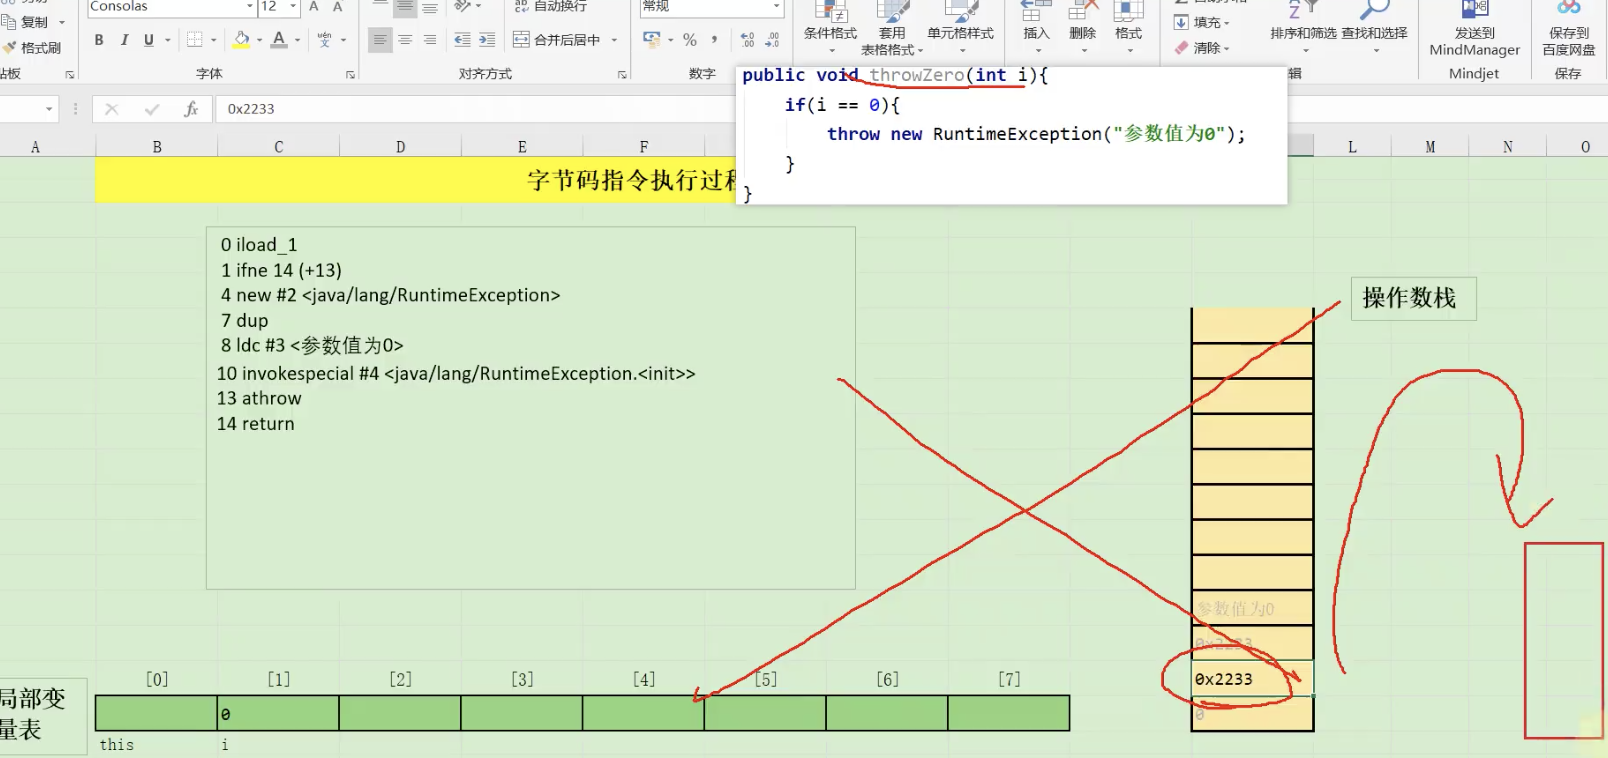 剪切
Consolas
12
A A
自动换行
常规
复制
条件格式
套用
表格格式
单元格样式
插入
删除
格式
填充
排序和筛选
查找和选择
发送到
MindManager
保存到
百度网盘
格式刷
B I U
A
合并后居中
%
清除
贴板
字体
对齐方式
数字
辑
Mindjet
保存
fx
0x2233
public void throwZero(int i){
if(i == 0){
throw new RuntimeException("参数值为0");
}
}
A B C D E F L M N O
字节码指令执行过程
0 iload_1
1 ifne 14 (+13)
4 new #2 <java/lang/RuntimeException>
7 dup
8 ldc #3 <参数值为0>
10 invokespecial #4 <java/lang/RuntimeException.<init>>
13 athrow
14 return
操作数栈
参数值为0
0x2233
0x2233
0
[0] [1] [2] [3] [4] [5] [6] [7]
局部变
量表
0
this i